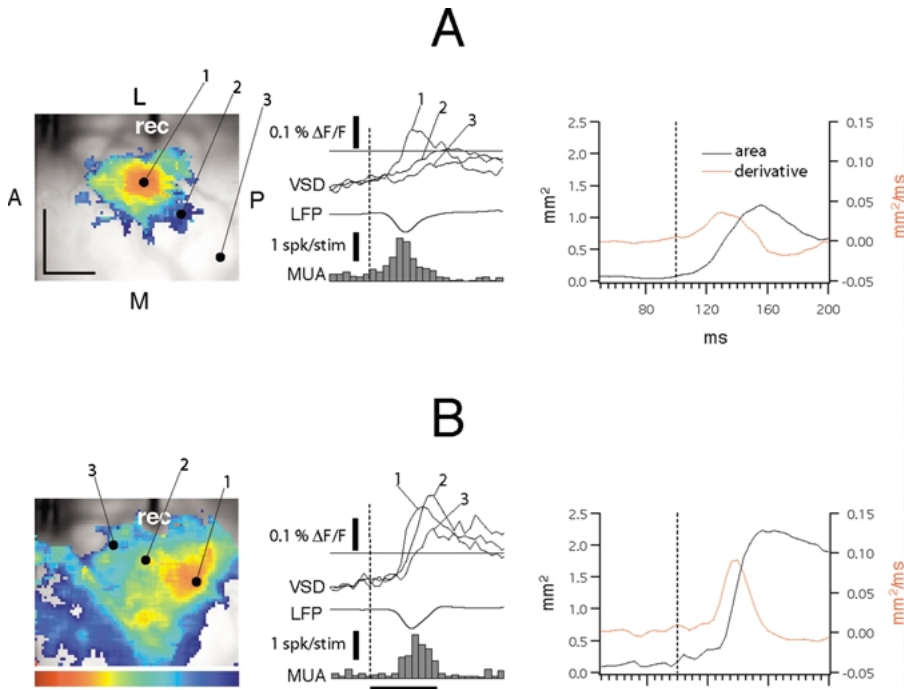 A
1
2
3
L
rec
A
P
M
0.1 % ΔF/F
1
2
3
VSD
LFP
1 spk/stim
MUA
2.5
2.0
1.5
1.0
0.5
0.0
mm²
area
derivative
0.15
0.10
0.05
0.00
-0.05
mm²/ms
80
120
160
200
ms
B
3
2
1
rec
0.1 % ΔF/F
1
2
3
VSD
LFP
1 spk/stim
MUA
2.5
2.0
1.5
1.0
0.5
0.0
mm²
0.15
0.10
0.05
0.00
-0.05
mm²/ms